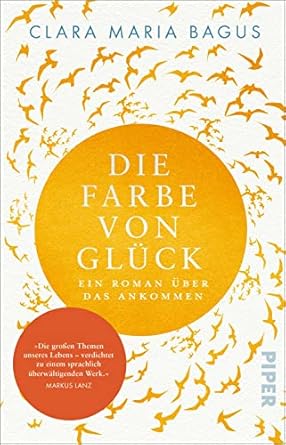 CLARA MARIA BAGUS
DIE
FARBE
VON
GLÜCK
EIN ROMAN ÜBER
DAS ANKOMMEN
»Die großen Themen
unseres Lebens – verdichtet
zu einem sprachlich
überwältigenden Werk.«
MARKUS LANZ
PIPER